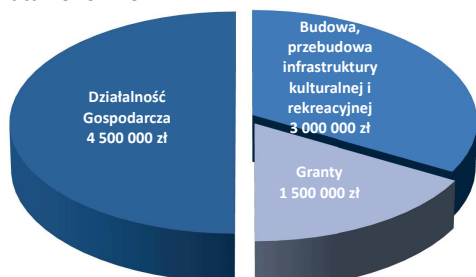 Budowa,
przebudowa
infrastruktury
kulturalnej i
rekreacyjnej
3 000 000 zł
Działalność
Gospodarcza
4 500 000 zł
Granty
1 500 000 zł